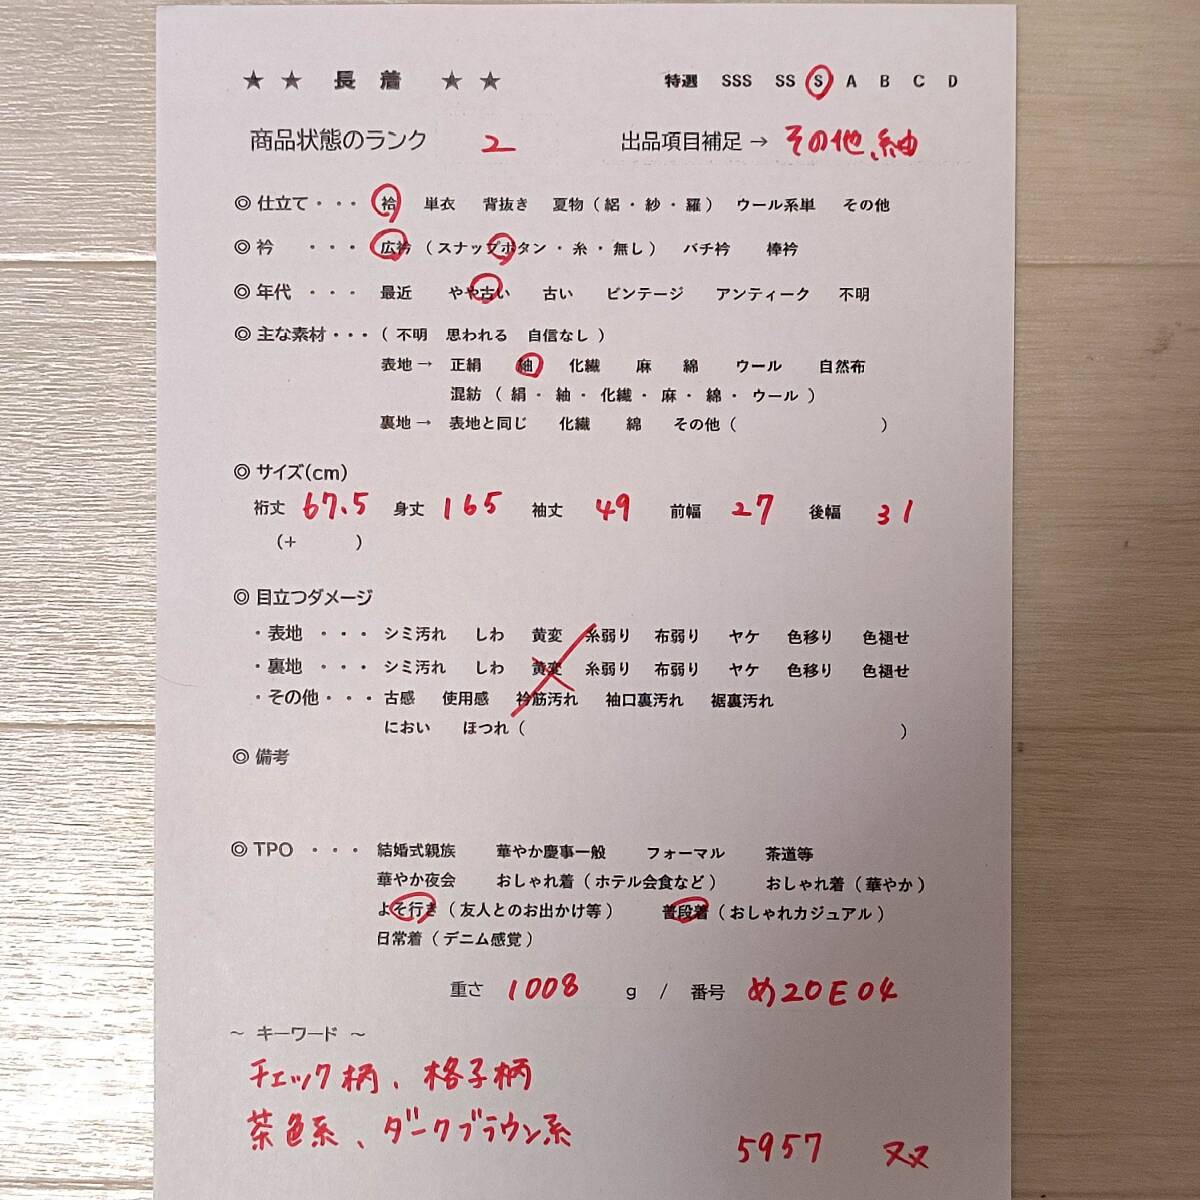 ★ ★ 長 着 ★ ★ 特選 SSS SS S A B C D
商品状態のランク 2 出品項目補足 → その他、紬
◎ 仕立て ・・・ 袷 単衣 背抜き 夏物 ( 絽 ・ 紗 ・ 羅 ) ウール系単 その他
◎ 衿 ・・・ 広衿 ( スナップボタン ・ 糸 ・ 無し ) バチ衿 棒衿
◎ 年代 ・・・ 最近 やや古い 古い ビンテージ アンティーク 不明
◎ 主な素材 ・・・ ( 不明 思われる 自信なし )
表地 → 正絹 紬 化繊 麻 綿 ウール 自然布
混紡 ( 絹 ・ 紬 ・ 化繊 ・ 麻 ・ 綿 ・ ウール )
裏地 → 表地と同じ 化繊 綿 その他 ( )
◎ サイズ(cm)
裄丈 67.5 身丈 165 袖丈 49 前幅 27 後幅 31
(+ )
◎ 目立つダメージ
・表地 ・・・ シミ汚れ しわ 黄変 糸弱り 布弱り ヤケ 色移り 色褪せ
・裏地 ・・・ シミ汚れ しわ 黄変 糸弱り 布弱り ヤケ 色移り 色褪せ
・その他 ・・・ 古感 使用感 衿筋汚れ 袖口裏汚れ 裾裏汚れ
におい ほつれ ( )
◎ 備考
◎ TPO ・・・ 結婚式親族 華やか慶事一般 フォーマル 茶道等
華やか夜会 おしゃれ着 ( ホテル会食など ) おしゃれ着 ( 華やか )
よそ行き ( 友人とのお出かけ等 ) 普段着 ( おしゃれカジュアル )
日常着 ( デニム感覚 )
重さ 1008 g / 番号 め20E04
～ キーワード ～
チェック柄、格子柄
茶色系、ダークブラウン系
5957